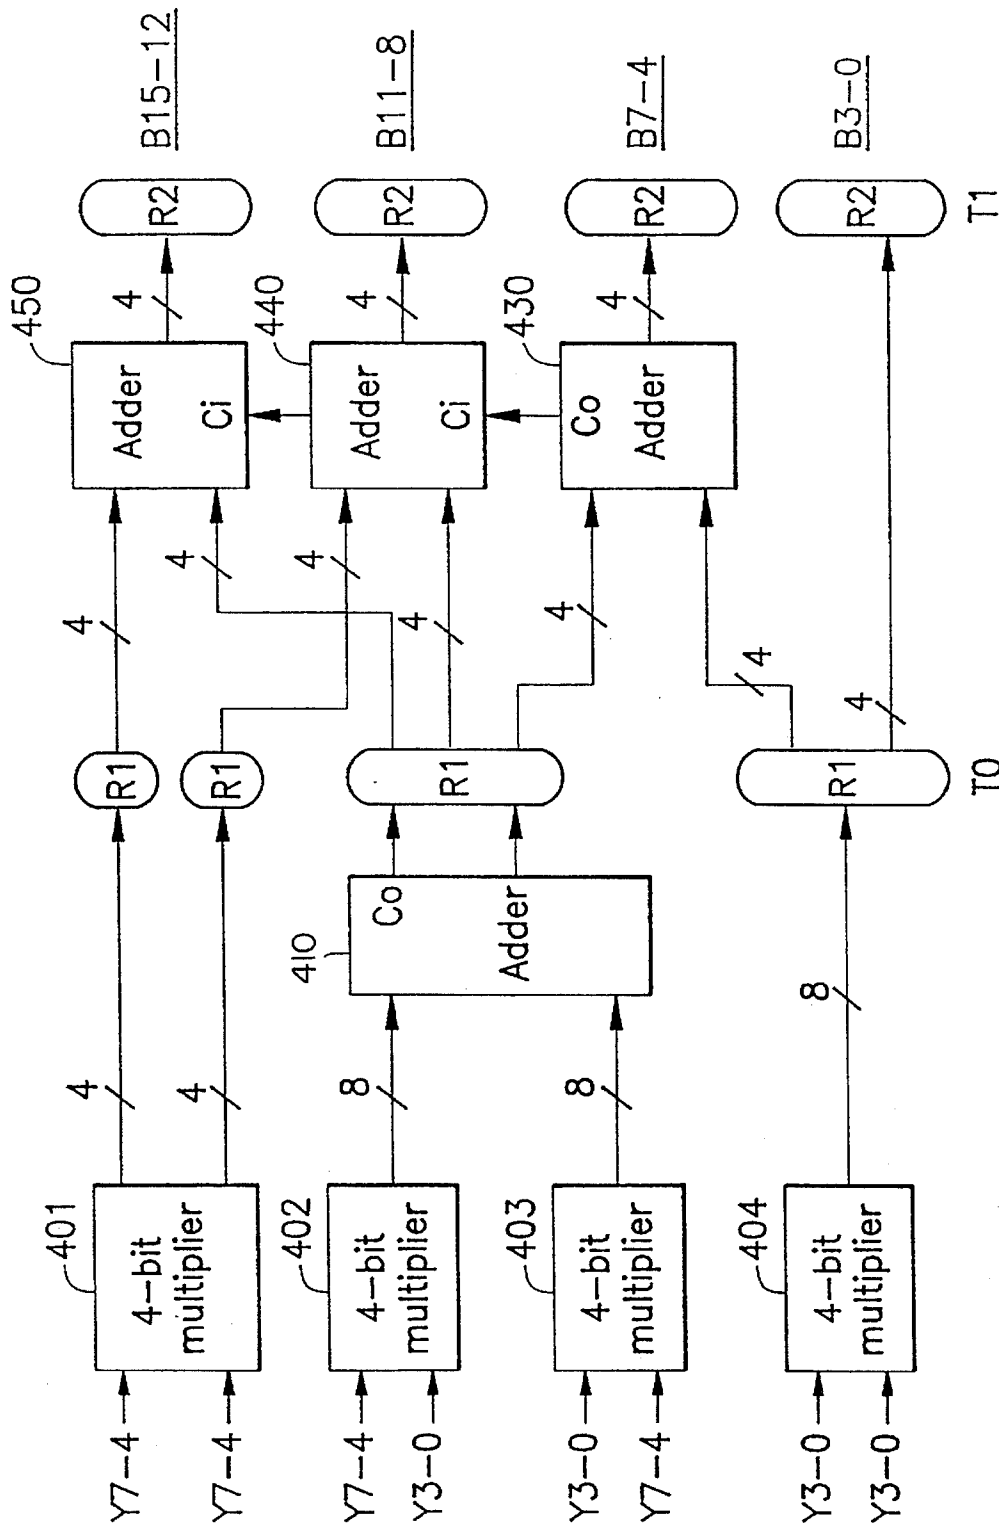 Y7-4
Y7-4
401
4-bit
multiplier
4
4
R1
R1
4
4
450
Adder
Ci
4
R2
B15-12
Y7-4
Y3-0
402
4-bit
multiplier
8
410
Co
Adder
R1
4
4
440
Adder
Ci
4
R2
B11-8
Y3-0
Y7-4
403
4-bit
multiplier
8
4
430
Co
Adder
4
R2
B7-4
Y3-0
Y3-0
404
4-bit
multiplier
8
R1
4
4
R2
B3-0
T0
T1